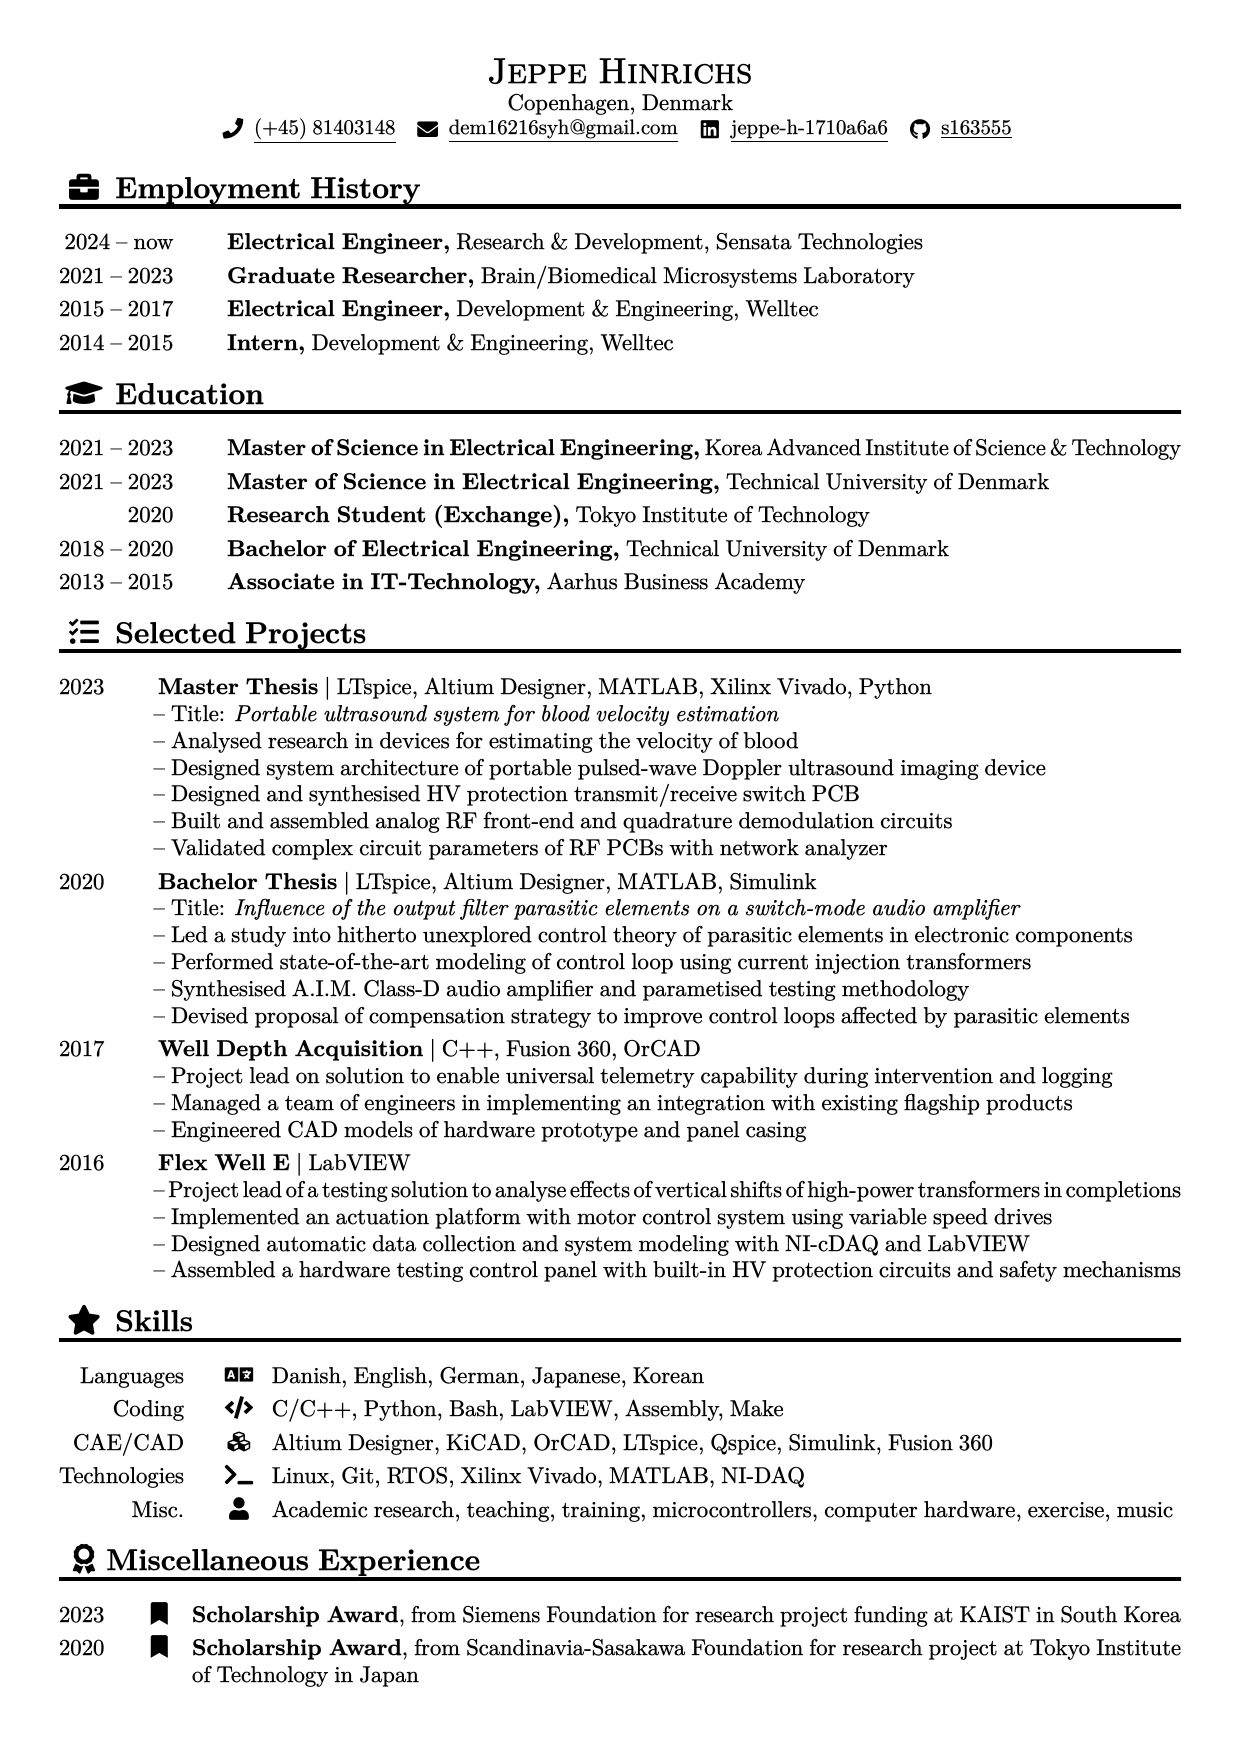 Jeppe Hinrichs
Copenhagen, Denmark
(+45) 81403148 dem16216syh@gmail.com jeppe-h-1710a6a6 s163555
Employment History
2024 – now Electrical Engineer, Research & Development, Sensata Technologies
2021 – 2023 Graduate Researcher, Brain/Biomedical Microsystems Laboratory
2015 – 2017 Electrical Engineer, Development & Engineering, Welltec
2014 – 2015 Intern, Development & Engineering, Welltec
Education
2021 – 2023 Master of Science in Electrical Engineering, Korea Advanced Institute of Science & Technology
2021 – 2023 Master of Science in Electrical Engineering, Technical University of Denmark
2020 Research Student (Exchange), Tokyo Institute of Technology
2018 – 2020 Bachelor of Electrical Engineering, Technical University of Denmark
2013 – 2015 Associate in IT-Technology, Aarhus Business Academy
Selected Projects
2023 Master Thesis | LTspice, Altium Designer, MATLAB, Xilinx Vivado, Python
– Title: Portable ultrasound system for blood velocity estimation
– Analysed research in devices for estimating the velocity of blood
– Designed system architecture of portable pulsed-wave Doppler ultrasound imaging device
– Designed and synthesised HV protection transmit/receive switch PCB
– Built and assembled analog RF front-end and quadrature demodulation circuits
– Validated complex circuit parameters of RF PCBs with network analyzer
2020 Bachelor Thesis | LTspice, Altium Designer, MATLAB, Simulink
– Title: Influence of the output filter parasitic elements on a switch-mode audio amplifier
– Led a study into hitherto unexplored control theory of parasitic elements in electronic components
– Performed state-of-the-art modeling of control loop using current injection transformers
– Synthesised A.I.M. Class-D audio amplifier and parametised testing methodology
– Devised proposal of compensation strategy to improve control loops affected by parasitic elements
2017 Well Depth Acquisition | C++, Fusion 360, OrCAD
– Project lead on solution to enable universal telemetry capability during intervention and logging
– Managed a team of engineers in implementing an integration with existing flagship products
– Engineered CAD models of hardware prototype and panel casing
2016 Flex Well E | LabVIEW
– Project lead of a testing solution to analyse effects of vertical shifts of high-power transformers in completions
– Implemented an actuation platform with motor control system using variable speed drives
– Designed automatic data collection and system modeling with NI-cDAQ and LabVIEW
– Assembled a hardware testing control panel with built-in HV protection circuits and safety mechanisms
Skills
Languages Danish, English, German, Japanese, Korean
Coding C/C++, Python, Bash, LabVIEW, Assembly, Make
CAE/CAD Altium Designer, KiCAD, OrCAD, LTspice, Qspice, Simulink, Fusion 360
Technologies Linux, Git, RTOS, Xilinx Vivado, MATLAB, NI-DAQ
Misc. Academic research, teaching, training, microcontrollers, computer hardware, exercise, music
Miscellaneous Experience
2023 Scholarship Award, from Siemens Foundation for research project funding at KAIST in South Korea
2020 Scholarship Award, from Scandinavia-Sasakawa Foundation for research project at Tokyo Institute
of Technology in Japan